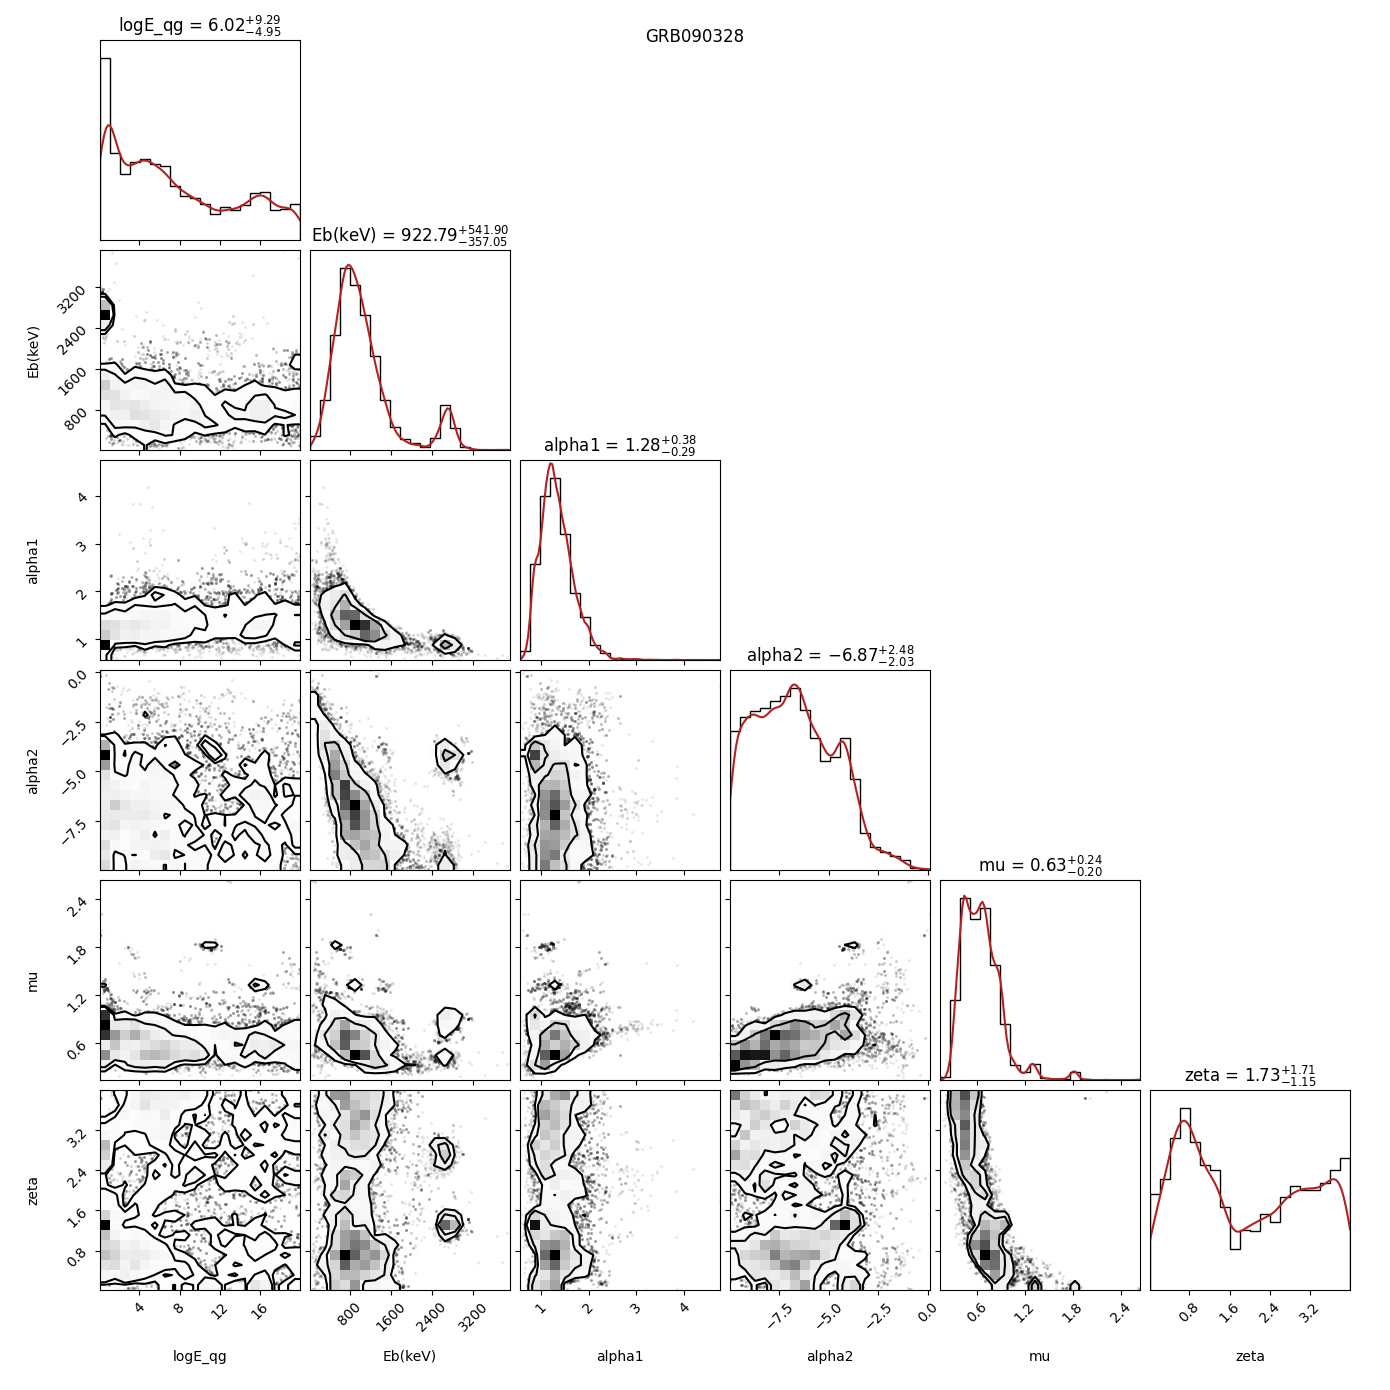 GRB090328
logE_qg = 6.02+9.29−4.95
Eb(keV) = 922.79+541.90−357.05
3200
2400
1600
800
Eb(keV)
alpha1 = 1.28+0.38−0.29
4
3
2
1
alpha1
alpha2 = −6.87+2.48−2.03
0.0
−2.5
−5.0
−7.5
alpha2
mu = 0.63+0.24−0.20
2.4
1.8
1.2
0.6
mu
zeta = 1.73+1.71−1.15
3.2
2.4
1.6
0.8
zeta
4 8 12 16
800 1600 2400 3200
1 2 3 4
−7.5 −5.0 −2.5 0.0
0.6 1.2 1.8 2.4
0.8 1.6 2.4 3.2
logE_qg Eb(keV) alpha1 alpha2 mu zeta